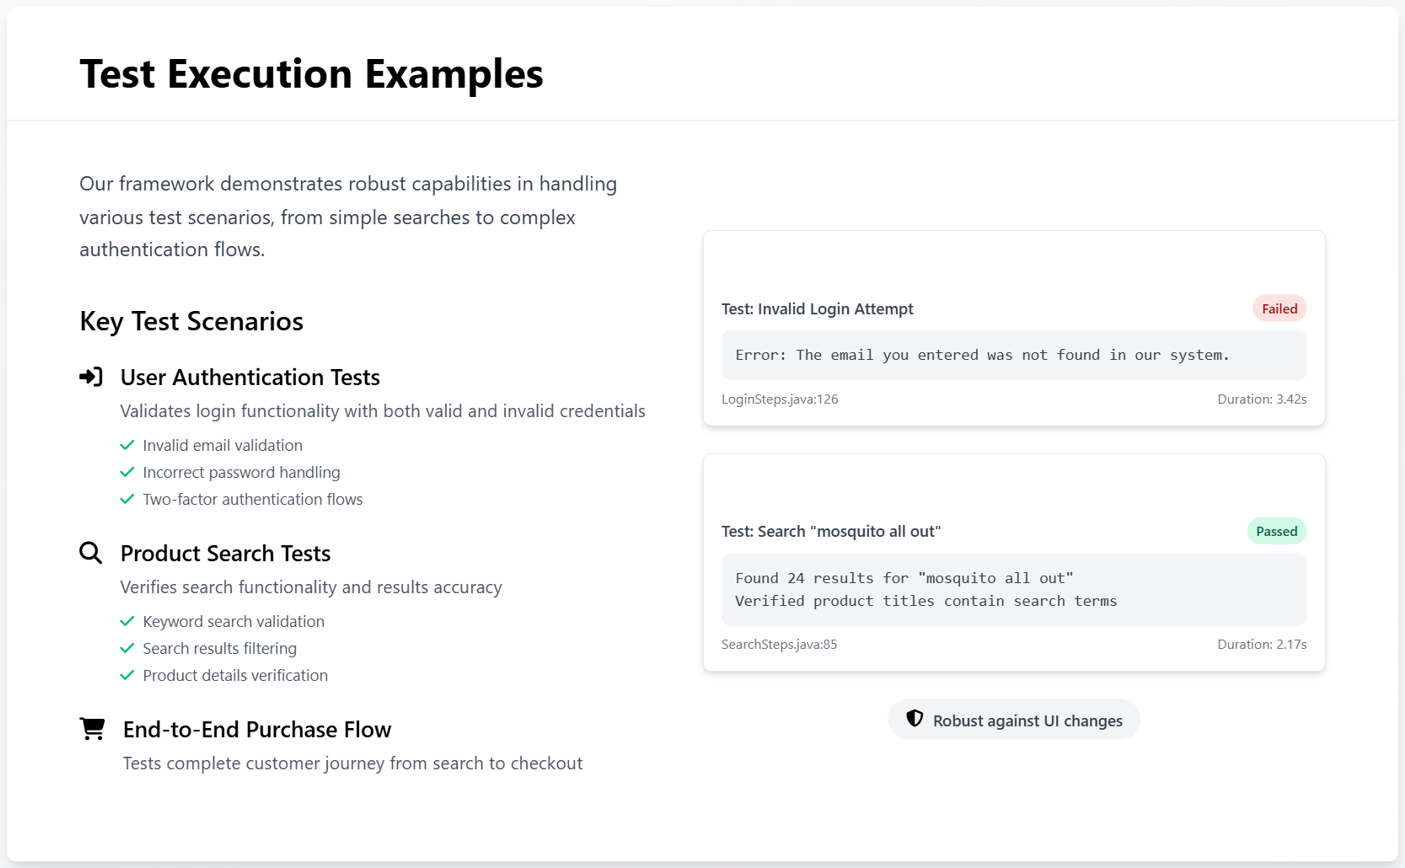 Test Execution Examples
Our framework demonstrates robust capabilities in handling
various test scenarios, from simple searches to complex
authentication flows.
Key Test Scenarios
User Authentication Tests
Validates login functionality with both valid and invalid credentials
Invalid email validation
Incorrect password handling
Two-factor authentication flows
Product Search Tests
Verifies search functionality and results accuracy
Keyword search validation
Search results filtering
Product details verification
End-to-End Purchase Flow
Tests complete customer journey from search to checkout
Test: Invalid Login Attempt
Failed
Error: The email you entered was not found in our system.
LoginSteps.java:126
Duration: 3.42s
Test: Search "mosquito all out"
Passed
Found 24 results for "mosquito all out"
Verified product titles contain search terms
SearchSteps.java:85
Duration: 2.17s
Robust against UI changes